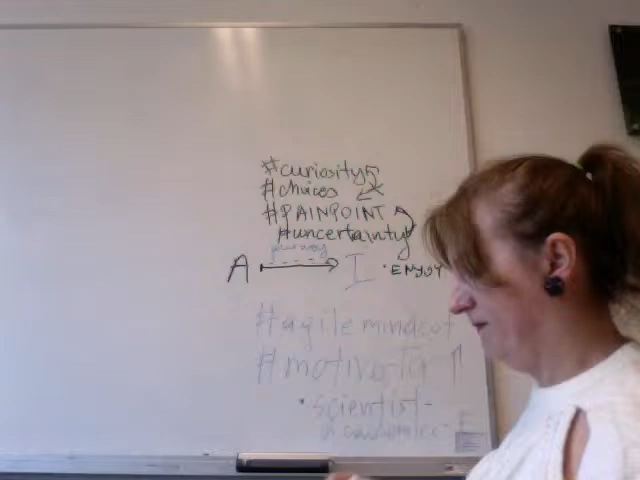 #curiosity
#choices
#PAINPOINT
#uncertainty
A I • ENJOY
#agile mindset
#motivator
• scientist-